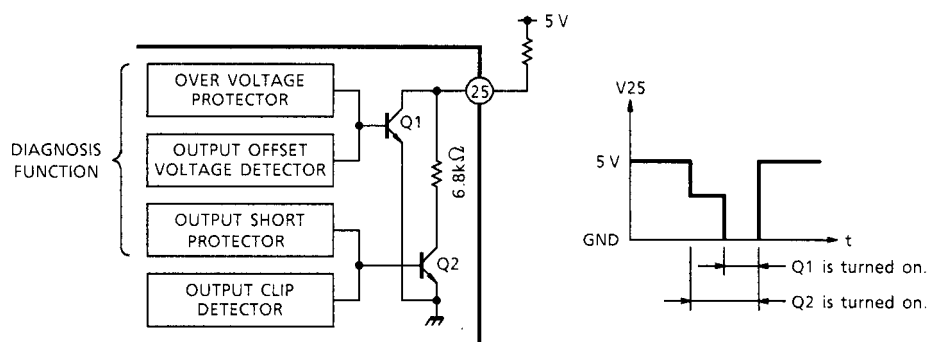 5 V
OVER VOLTAGE
PROTECTOR
25
Q1
DIAGNOSIS
FUNCTION
OUTPUT OFFSET
VOLTAGE DETECTOR
6.8kΩ
OUTPUT SHORT
PROTECTOR
Q2
OUTPUT CLIP
DETECTOR
V25
5 V
GND
t
Q1 is turned on.
Q2 is turned on.